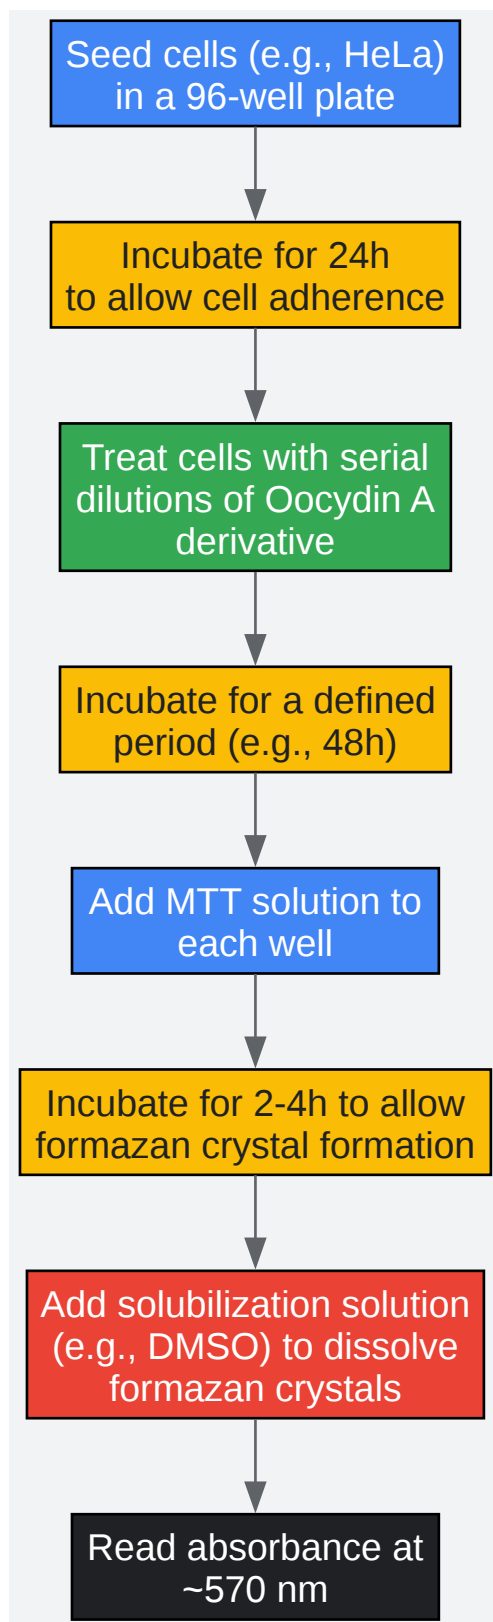 Seed cells (e.g., HeLa)
in a 96-well plate
Incubate for 24h
to allow cell adherence
Treat cells with serial
dilutions of Oocydin A
derivative
Incubate for a defined
period (e.g., 48h)
Add MTT solution to
each well
Incubate for 2-4h to allow
formazan crystal formation
Add solubilization solution
(e.g., DMSO) to dissolve
formazan crystals
Read absorbance at
~570 nm